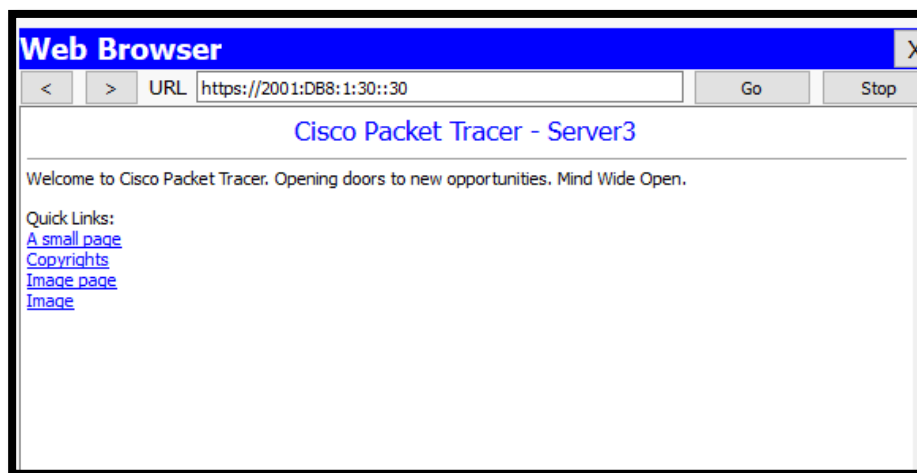 Web Browser
X
< > URL https://2001:DB8:1:30::30 Go Stop
Cisco Packet Tracer - Server3
Welcome to Cisco Packet Tracer. Opening doors to new opportunities. Mind Wide Open.
Quick Links:
A small page
Copyrights
Image page
Image